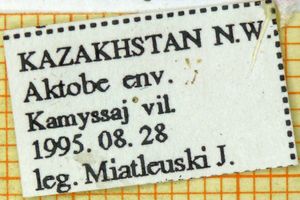 KAZAKHSTAN N.W
Aktobe env.
Kamyssaj vil.
1995. 08. 28
leg. Miatleuski J.